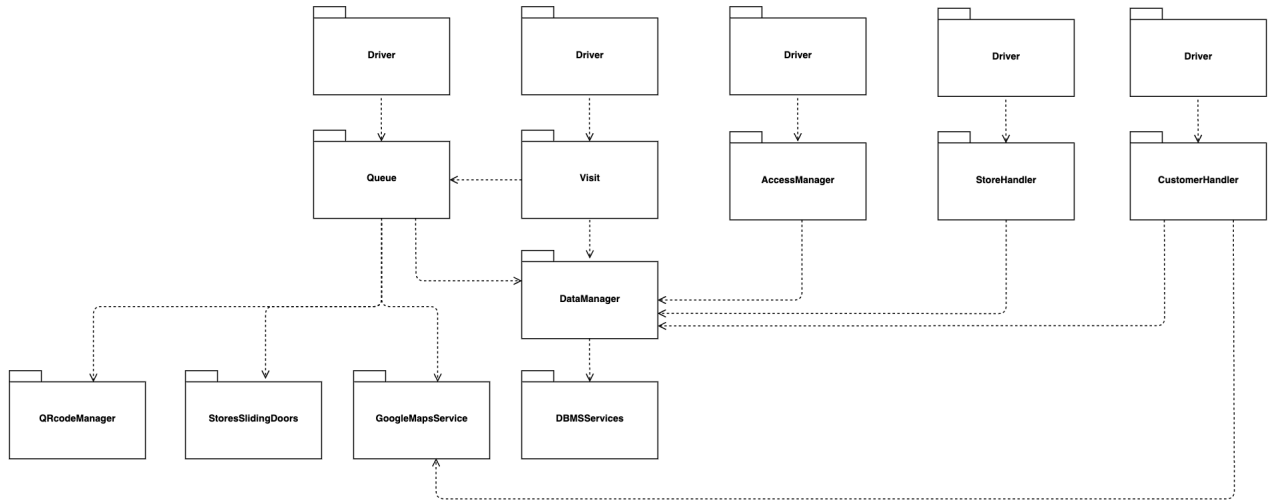 Driver
Driver
Driver
Driver
Driver
Queue
Visit
AccessManager
StoreHandler
CustomerHandler
DataManager
QRcodeManager
StoresSlidingDoors
GoogleMapsService
DBMSServices